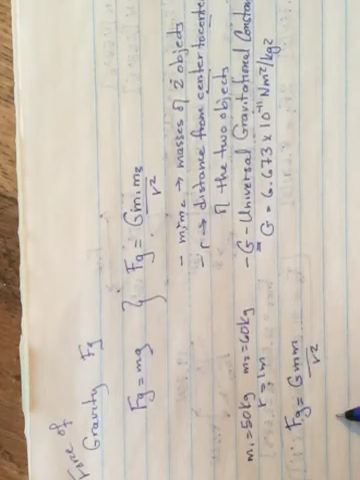 Force of
Gravity Fg
Fg = mg } Fg = Gm₁m₂/r²
- m₁m₂ → masses of 2 objects
- r → distance from center to center
of the two objects
m₁ = 50kg m₂ = 60kg - G - Universal Gravitational Constan
r = 1m G = 6.673 x 10⁻¹¹ Nm²/kg²
Fg = Gmm/r²